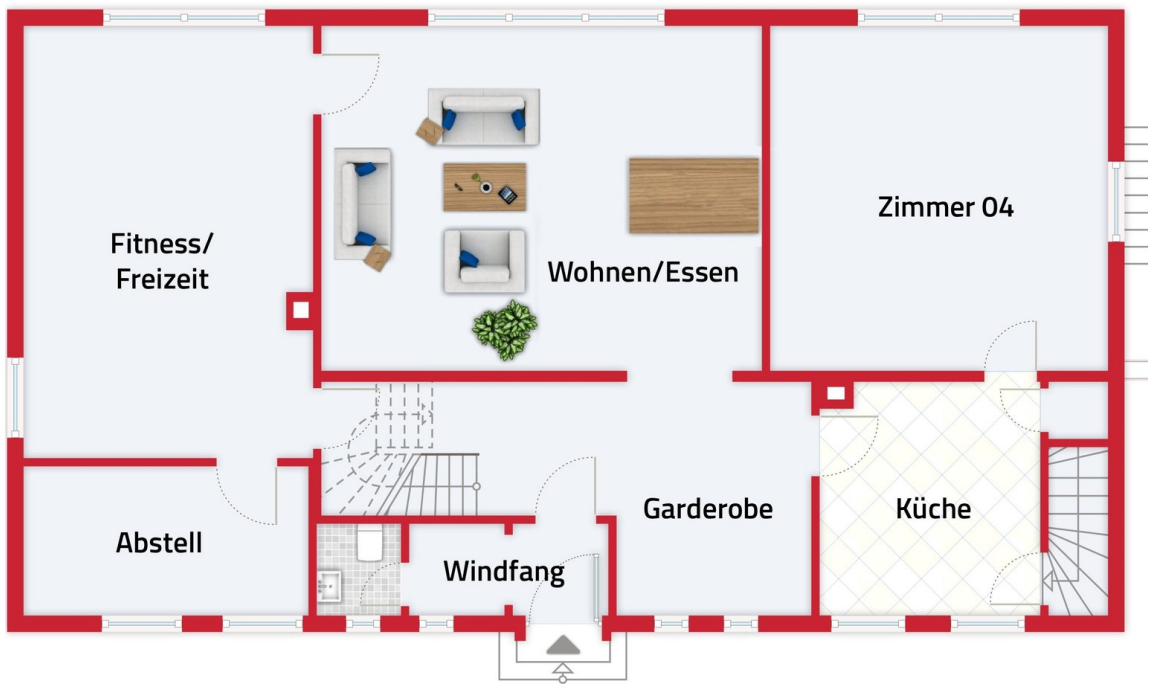 Zimmer 04
Fitness/
Freizeit
Wohnen/Essen
Garderobe
Küche
Abstell
Windfang